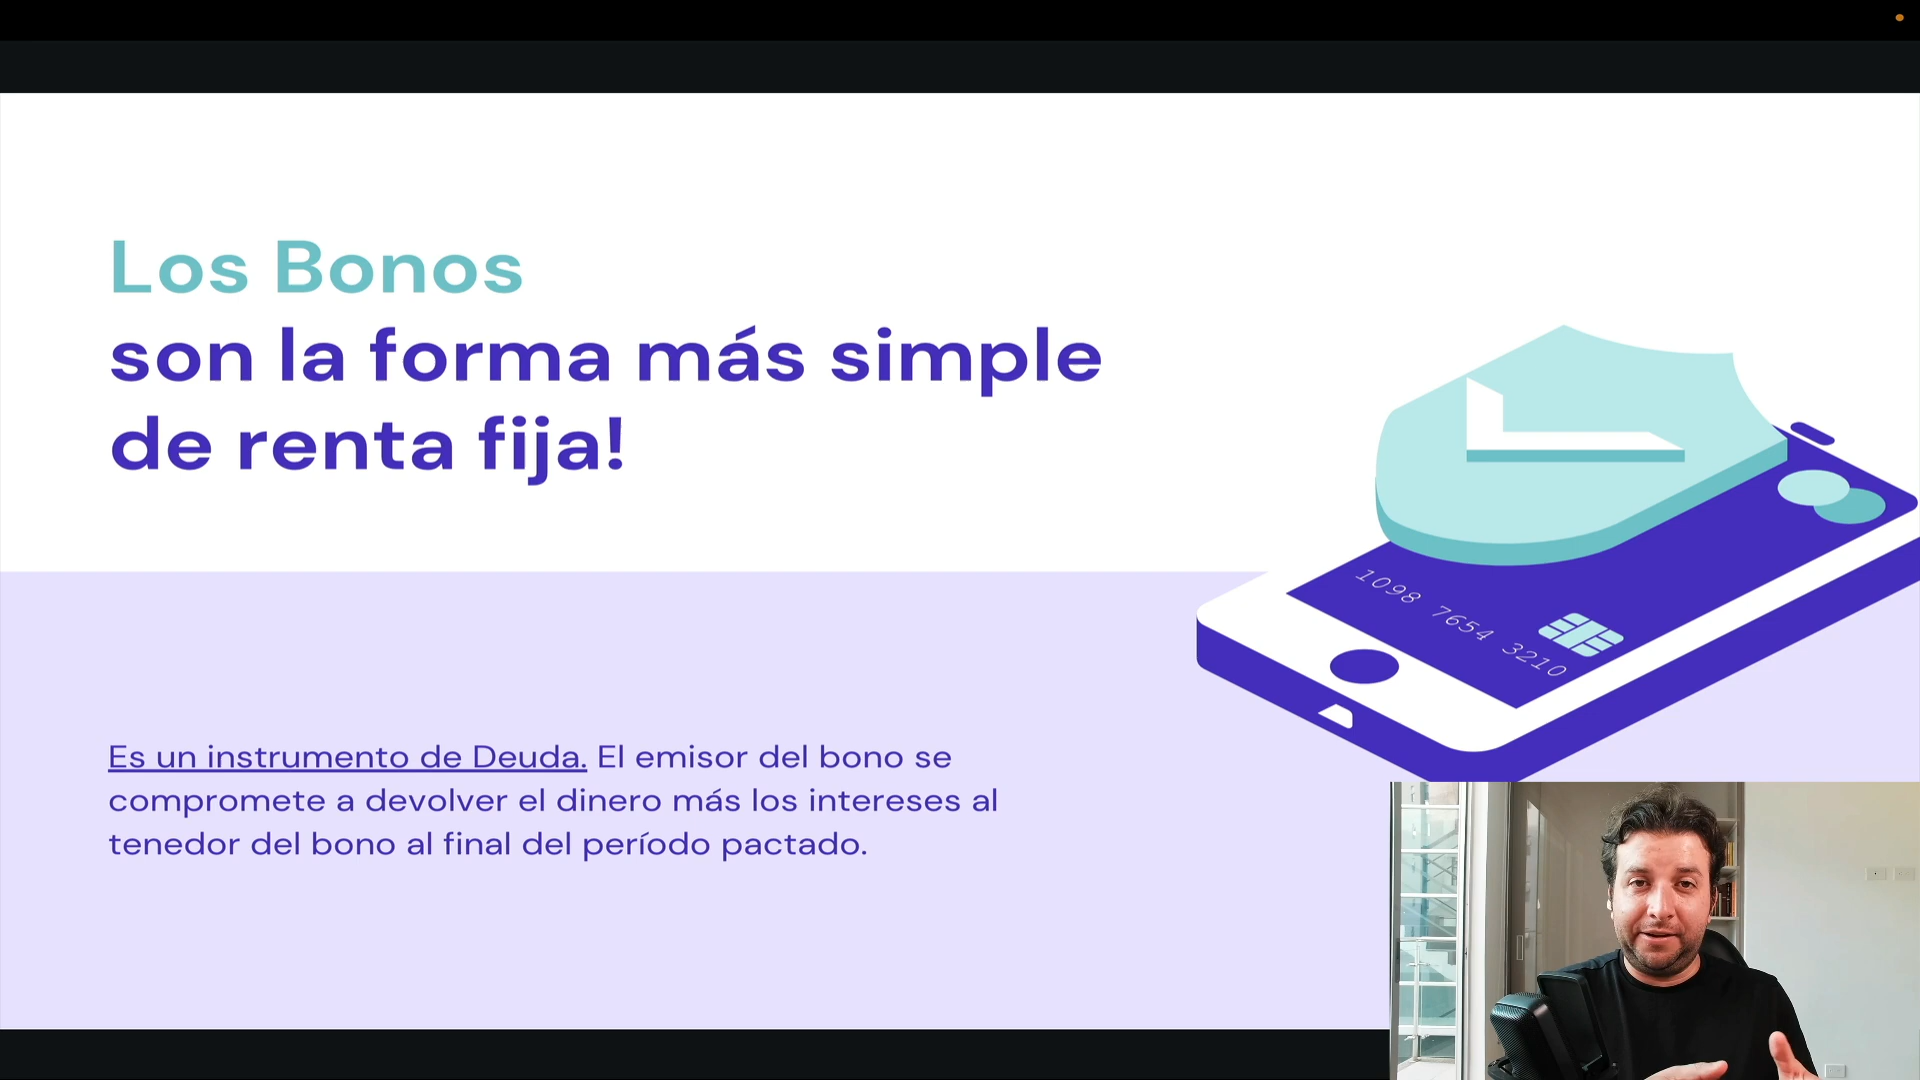 Los Bonos
son la forma más simple
de renta fija!
1098 7654 3210
Es un instrumento de Deuda. El emisor del bono se
compromete a devolver el dinero más los intereses al
tenedor del bono al final del período pactado.